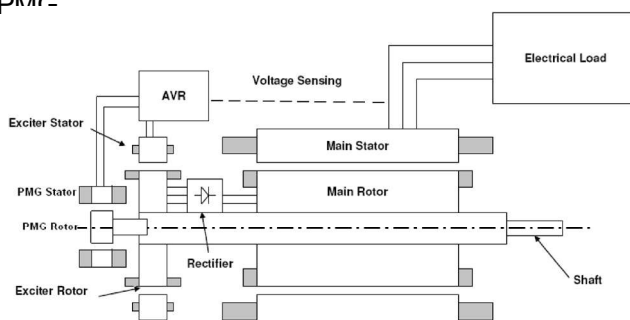 PMG
Electrical Load
AVR
Voltage Sensing
Exciter Stator
Main Stator
PMG Stator
Main Rotor
PMG Rotor
Rectifier
Shaft
Exciter Rotor